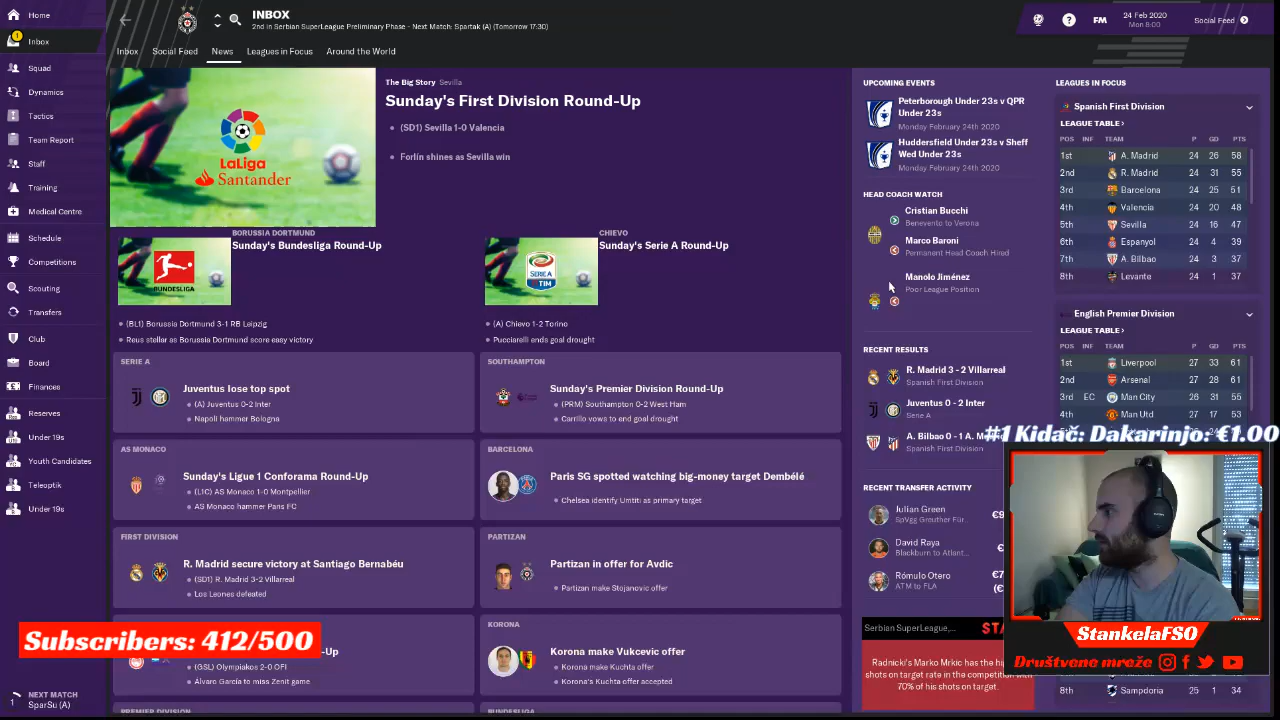 Home
Inbox
Squad
Dynamics
Tactics
Team Report
Staff
Training
Medical Centre
Schedule
Competitions
Scouting
Transfers
Club
Board
Finances
Reserves
Under 19s
Youth Candidates
Teleoptik
Under 19s
NEXT MATCH
SparSu (A)
INBOX
2nd in Serbian SuperLeague Preliminary Phase - Next Match: Spartak (A) (Tomorrow 17:30)
FM
24 Feb 2020
Mon 8:00
Social Feed
Inbox
Social Feed
News
Leagues in Focus
Around the World
LaLiga
Santander
The Big Story Sevilla
Sunday's First Division Round-Up
(SD1) Sevilla 1-0 Valencia
Forlín shines as Sevilla win
BORUSSIA DORTMUND
Sunday's Bundesliga Round-Up
BUNDESLIGA
(BL1) Borussia Dortmund 3-1 RB Leipzig
Reus stellar as Borussia Dortmund score easy victory
CHIEVO
Sunday's Serie A Round-Up
SERIE A
TIM
(A) Chievo 1-2 Torino
Pucciarelli ends goal drought
SERIE A
Juventus lose top spot
(A) Juventus 0-2 Inter
Napoli hammer Bologna
SOUTHAMPTON
Sunday's Premier Division Round-Up
(PRM) Southampton 0-2 West Ham
Carrillo vows to end goal drought
AS MONACO
Sunday's Ligue 1 Conforama Round-Up
(L1C) AS Monaco 1-0 Montpellier
AS Monaco hammer Paris FC
BARCELONA
Paris SG spotted watching big-money target Dembélé
Chelsea identify Umtiti as primary target
FIRST DIVISION
R. Madrid secure victory at Santiago Bernabéu
(SD1) R. Madrid 3-2 Villarreal
Los Leones defeated
PARTIZAN
Partizan in offer for Avdic
Partizan make Stojanovic offer
-Up
(GSL) Olympiakos 2-0 OFI
Álvaro García to miss Zenit game
KORONA
Korona make Vukcevic offer
Korona make Kuchta offer
Korona's Kuchta offer accepted
PREMIER DIVISION
BUNDESLIGA
UPCOMING EVENTS
Peterborough Under 23s v QPR
Under 23s
Monday February 24th 2020
Huddersfield Under 23s v Sheff
Wed Under 23s
Monday February 24th 2020
HEAD COACH WATCH
Cristian Bucchi
Benevento to Verona
Marco Baroni
Permanent Head Coach Hired
Manolo Jiménez
Poor League Position
RECENT RESULTS
R. Madrid 3 - 2 Villarreal
Spanish First Division
Juventus 0 - 2 Inter
Serie A
A. Bilbao 0 - 1 A. M
Spanish First Division
RECENT TRANSFER ACTIVITY
Julian Green
SpVgg Greuther Für...
€9
David Raya
Blackburn to Atlent...
€
Rómulo Otero
ATM to FLA
€7
(€
Serbian SuperLeague,...
STA
Radnicki's Marko Mrkic has the hi
shots on target rate in the competition with
70% of his shots on target.
LEAGUES IN FOCUS
Spanish First Division
LEAGUE TABLE >
POS INF TEAM P GD PTS
1st A. Madrid 24 26 58
2nd R. Madrid 24 31 55
3rd Barcelona 24 25 51
4th Valencia 24 20 48
5th Sevilla 24 16 47
6th Espanyol 24 4 39
7th A. Bilbao 24 3 37
8th Levante 24 1 37
English Premier Division
LEAGUE TABLE >
POS INF TEAM P GD PTS
1st Liverpool 27 33 61
2nd Arsenal 27 28 61
3rd EC Man City 26 31 55
4th Man Utd 27 17 53
#1 Kidač: Dakarinjo: €1.00
StankelaFSO
Društvene mreže
8th Sampdoria 25 1 34
Subscribers: 412/500